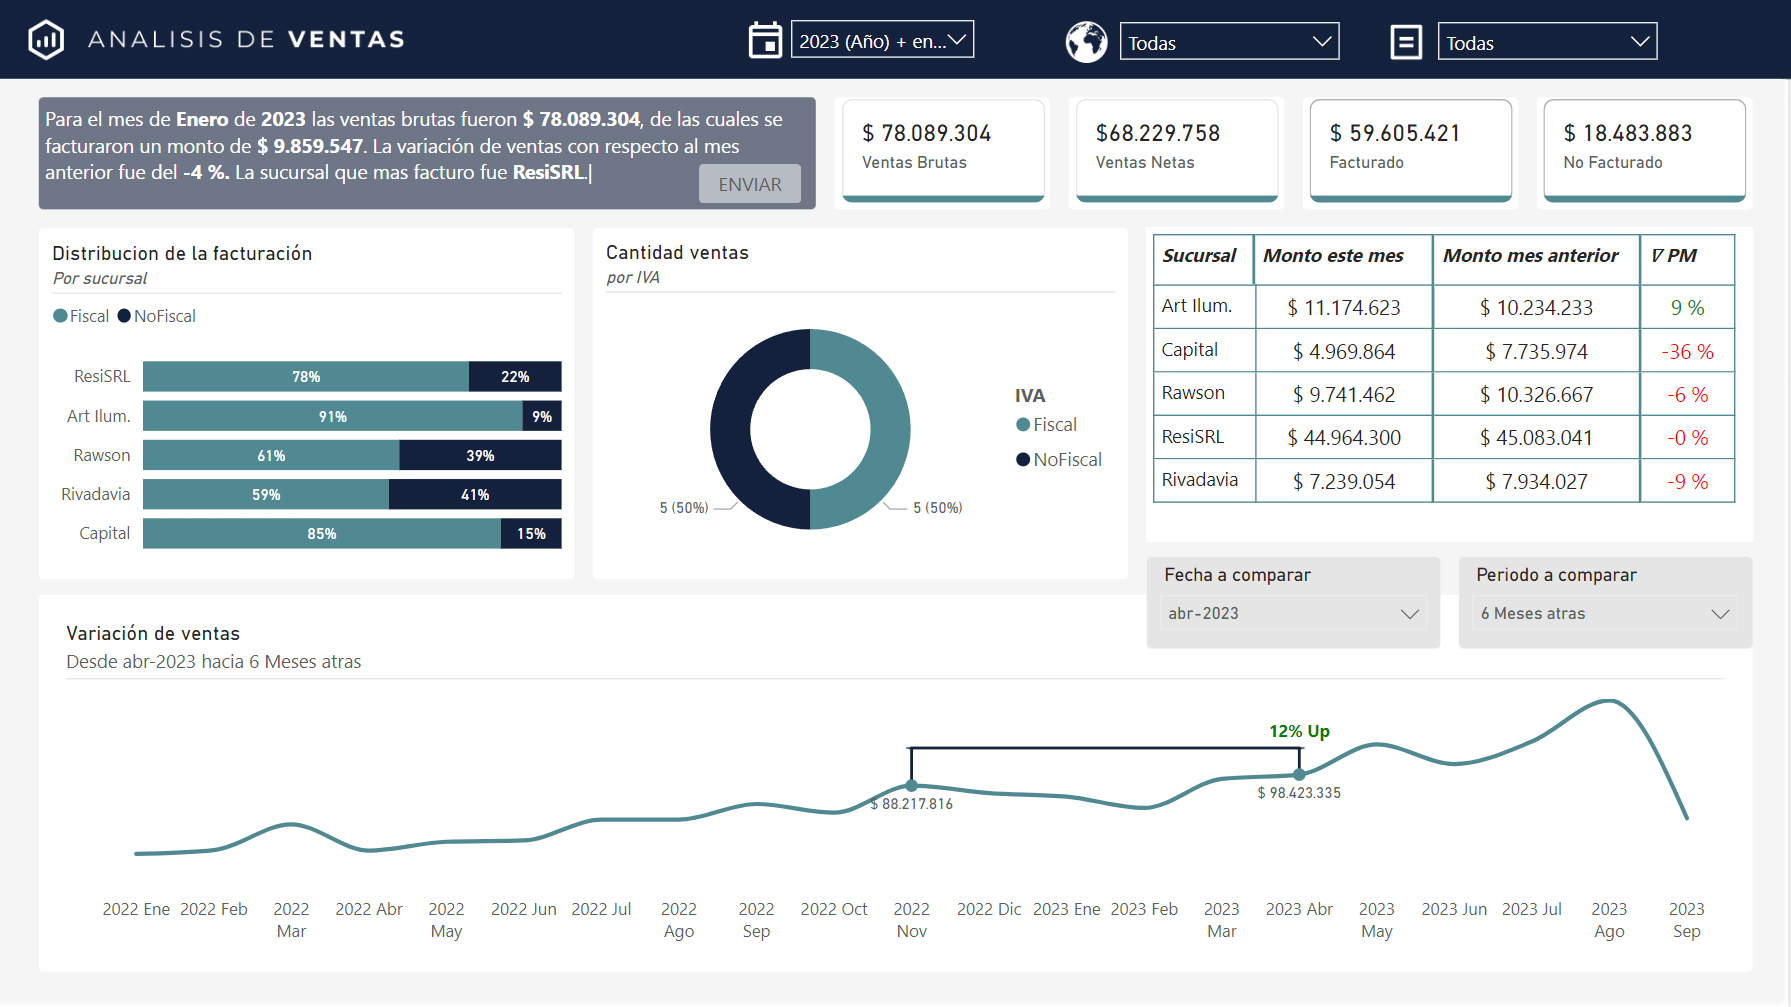 ANALISIS DE VENTAS
2023 (Año) + en...
Todas
Todas
Para el mes de Enero de 2023 las ventas brutas fueron $ 78.089.304, de las cuales se
facturaron un monto de $ 9.859.547. La variación de ventas con respecto al mes
anterior fue del -4 %. La sucursal que mas facturo fue ResiSRL.
ENVIAR
$ 78.089.304
Ventas Brutas
$68.229.758
Ventas Netas
$ 59.605.421
Facturado
$ 18.483.883
No Facturado
Distribucion de la facturación
Por sucursal
Fiscal NoFiscal
ResiSRL 78% 22%
Art Ilum. 91% 9%
Rawson 61% 39%
Rivadavia 59% 41%
Capital 85% 15%
Cantidad ventas
por IVA
IVA
Fiscal
NoFiscal
5 (50%) 5 (50%)
Sucursal Monto este mes Monto mes anterior ∇ PM
Art Ilum. $ 11.174.623 $ 10.234.233 9 %
Capital $ 4.969.864 $ 7.735.974 -36 %
Rawson $ 9.741.462 $ 10.326.667 -6 %
ResiSRL $ 44.964.300 $ 45.083.041 -0 %
Rivadavia $ 7.239.054 $ 7.934.027 -9 %
Fecha a comparar
abr-2023
Periodo a comparar
6 Meses atras
Variación de ventas
Desde abr-2023 hacia 6 Meses atras
12% Up
$ 88.217.816
$ 98.423.335
2022 Ene 2022 Feb 2022 Mar 2022 Abr 2022 May 2022 Jun 2022 Jul 2022 Ago 2022 Sep 2022 Oct 2022 Nov 2022 Dic 2023 Ene 2023 Feb 2023 Mar 2023 Abr 2023 May 2023 Jun 2023 Jul 2023 Ago 2023 Sep